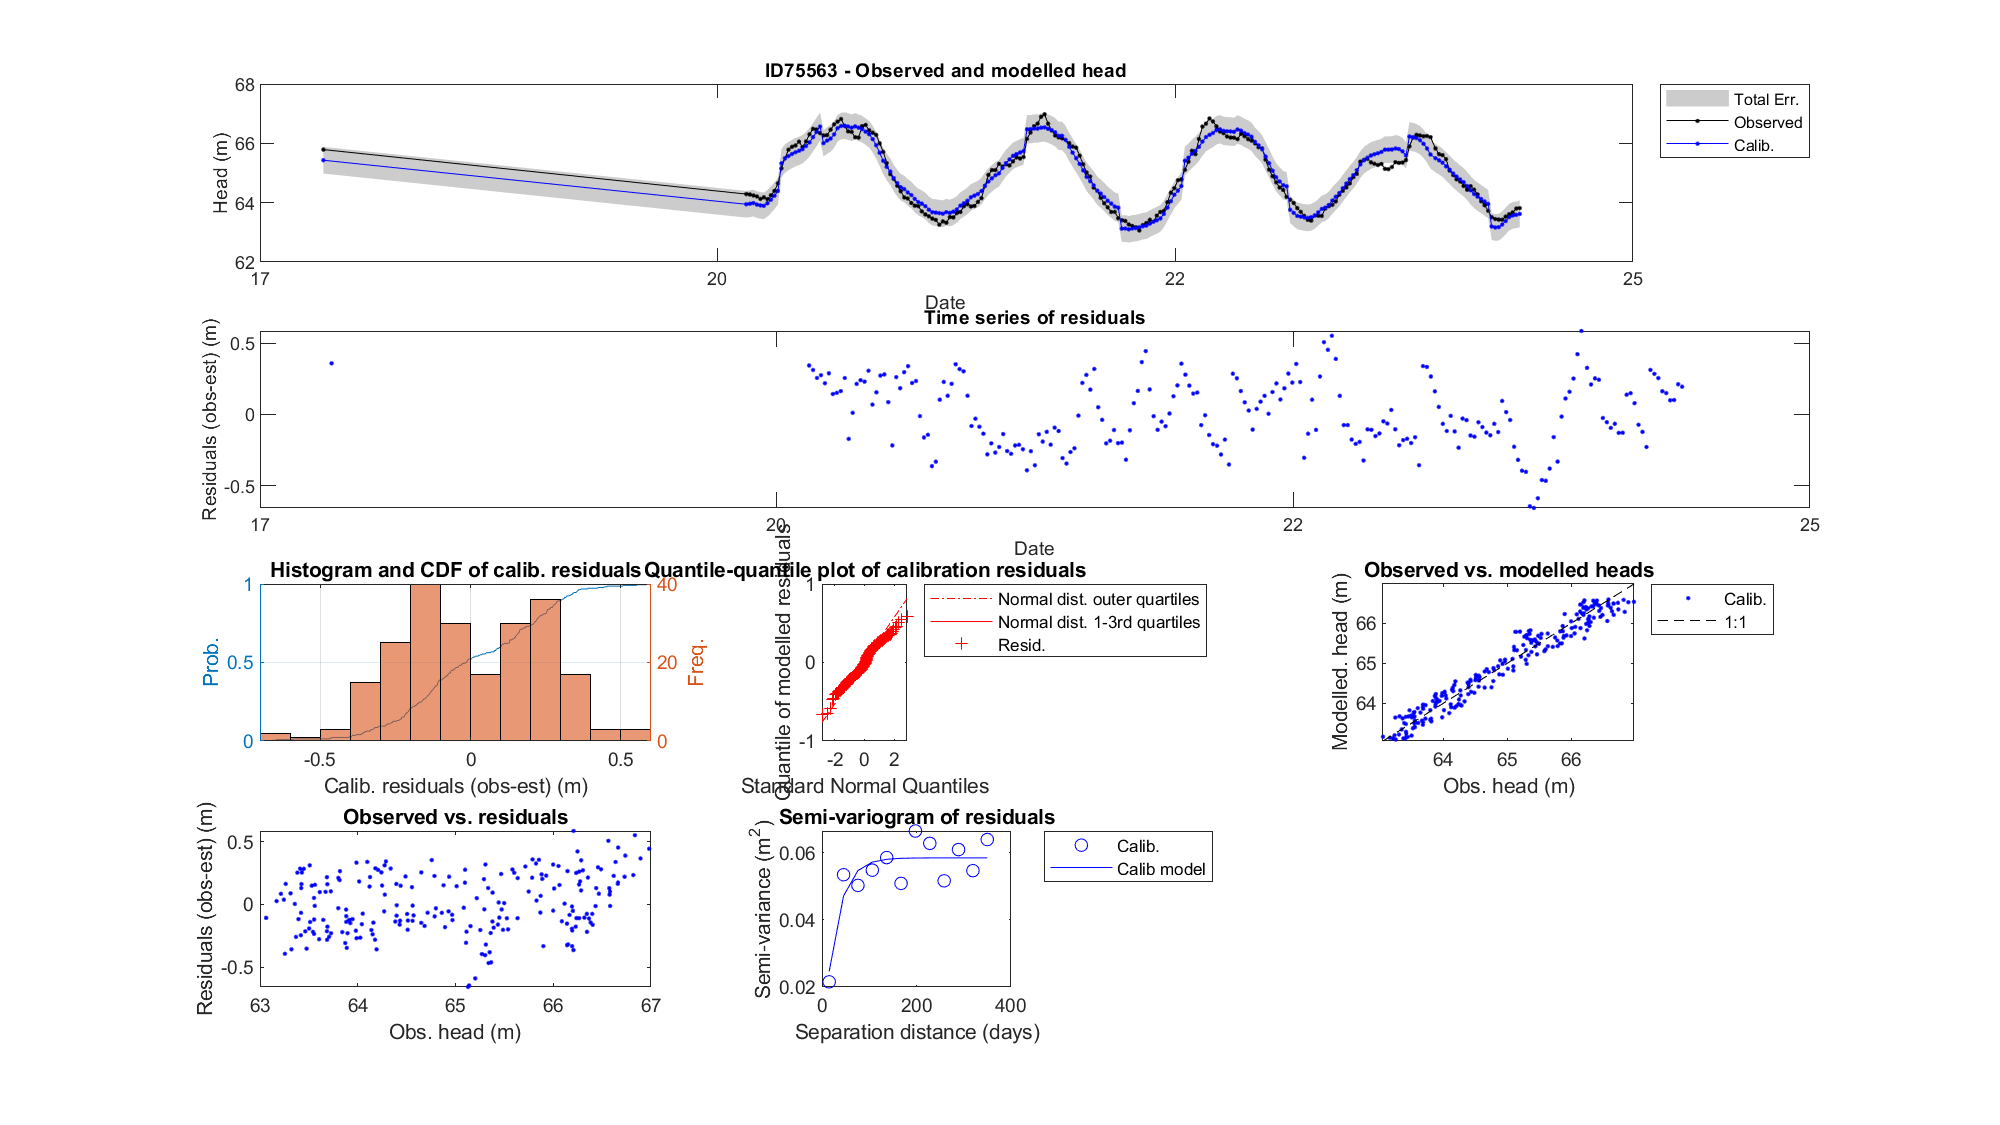 ID75563 - Observed and modelled head
Head (m)
68
66
64
62
17
20
22
25
Date
Total Err.
Observed
Calib.
Time series of residuals
Residuals (obs-est) (m)
0.5
0
-0.5
17
20
22
25
Date
Histogram and CDF of calib. residuals
Prob.
1
0.5
0
40
20
0
Freq.
-0.5
0
0.5
Calib. residuals (obs-est) (m)
Quantile-quantile plot of calibration residuals
Quantile of modelled residuals
1
0
-1
-2
0
2
Standard Normal Quantiles
Normal dist. outer quartiles
Normal dist. 1-3rd quartiles
Resid.
Observed vs. modelled heads
Modelled. head (m)
66
65
64
64
65
66
Obs. head (m)
Calib.
1:1
Observed vs. residuals
Residuals (obs-est) (m)
0.5
0
-0.5
63
64
65
66
67
Obs. head (m)
Semi-variogram of residuals
Semi-variance (m²)
0.06
0.04
0.02
0
200
400
Separation distance (days)
Calib.
Calib model